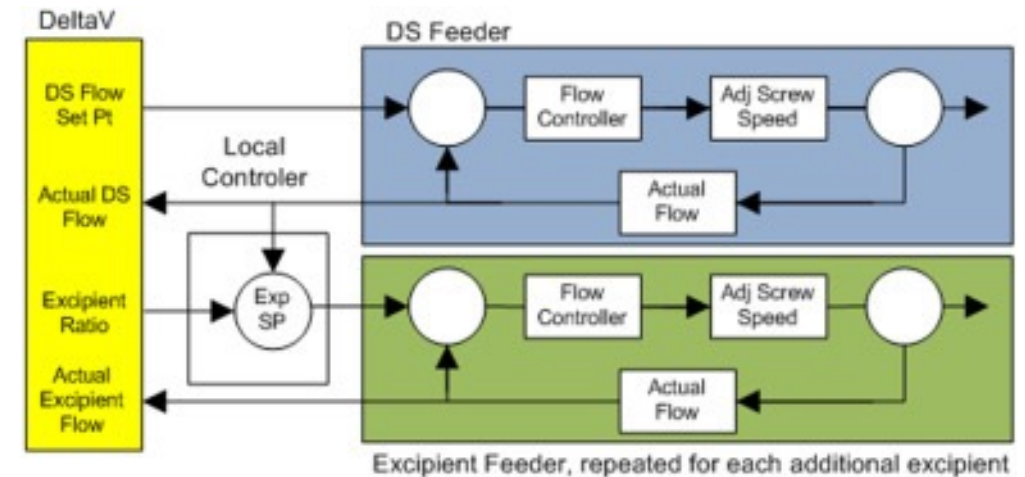 DeltaV
DS Flow
Set Pt
Actual DS
Flow
Excipient
Ratio
Actual
Excipient
Flow
Local
Controler
Exp
SP
DS Feeder
Flow
Controller
Adj Screw
Speed
Actual
Flow
Flow
Controller
Adj Screw
Speed
Actual
Flow
Excipient Feeder, repeated for each additional excipient